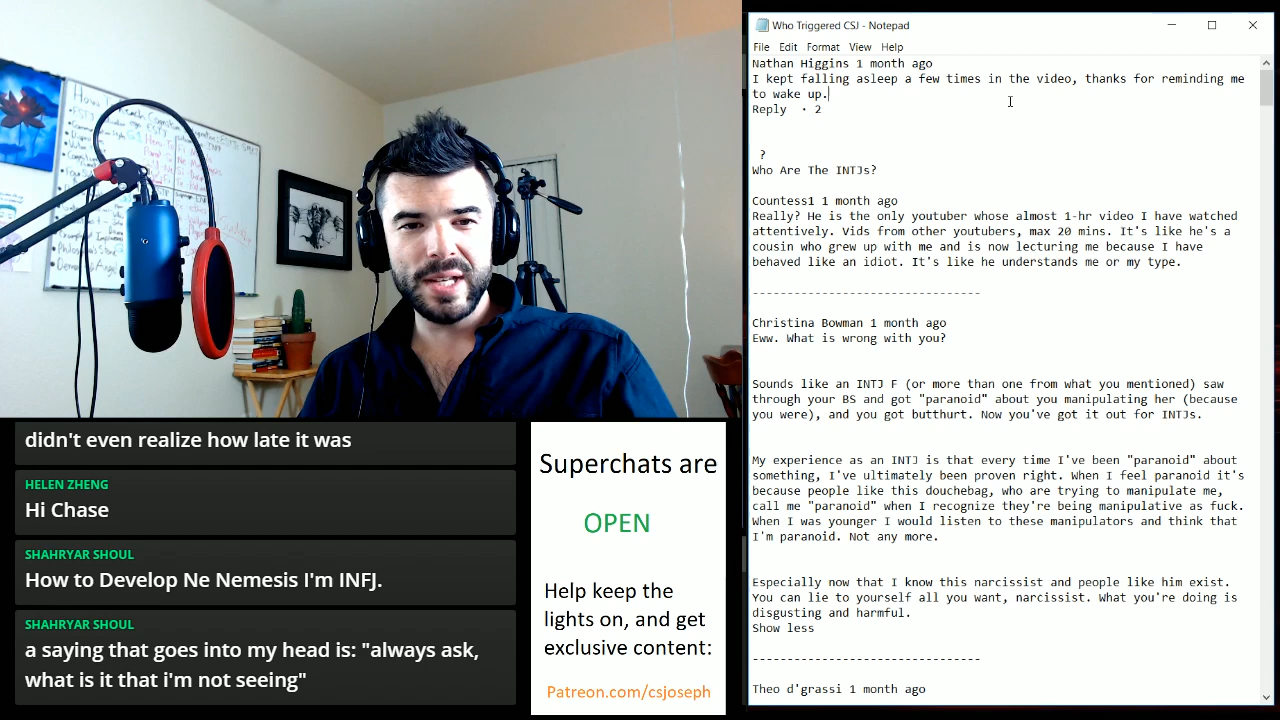 Who Triggered CSJ - Notepad
File Edit Format View Help
Nathan Higgins 1 month ago
I kept falling asleep a few times in the video, thanks for reminding me
to wake up.
Reply · 2
?
Who Are The INTJs?
Countess1 1 month ago
Really? He is the only youtuber whose almost 1-hr video I have watched
attentively. Vids from other youtubers, max 20 mins. It's like he's a
cousin who grew up with me and is now lecturing me because I have
behaved like an idiot. It's like he understands me or my type.
---------------------------------
Christina Bowman 1 month ago
Eww. What is wrong with you?
Sounds like an INTJ F (or more than one from what you mentioned) saw
through your BS and got "paranoid" about you manipulating her (because
you were), and you got butthurt. Now you've got it out for INTJs.
My experience as an INTJ is that every time I've been "paranoid" about
something, I've ultimately been proven right. When I feel paranoid it's
because people like this douchebag, who are trying to manipulate me,
call me "paranoid" when I recognize they're being manipulative as fuck.
When I was younger I would listen to these manipulators and think that
I'm paranoid. Not any more.
Especially now that I know this narcissist and people like him exist.
You can lie to yourself all you want, narcissist. What you're doing is
disgusting and harmful.
Show less
---------------------------------
Theo d'grassi 1 month ago
didn't even realize how late it was
HELEN ZHENG
Hi Chase
SHAHRYAR SHOUL
How to Develop Ne Nemesis I'm INFJ.
SHAHRYAR SHOUL
a saying that goes into my head is: "always ask,
what is it that i'm not seeing"
Superchats are
OPEN
Help keep the
lights on, and get
exclusive content:
Patreon.com/csjoseph